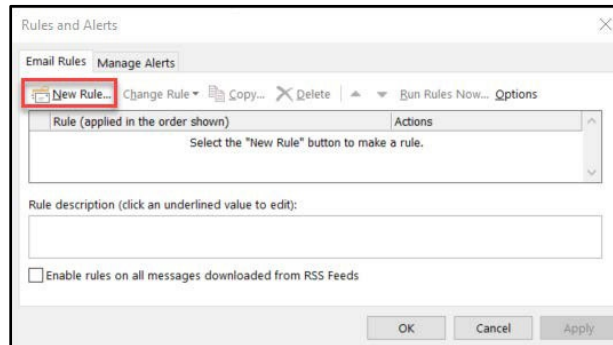 Rules and Alerts
Email Rules Manage Alerts
New Rule... Change Rule Copy... Delete Run Rules Now... Options
Rule (applied in the order shown) Actions
Select the "New Rule" button to make a rule.
Rule description (click an underlined value to edit):
Enable rules on all messages downloaded from RSS Feeds
OK Cancel Apply